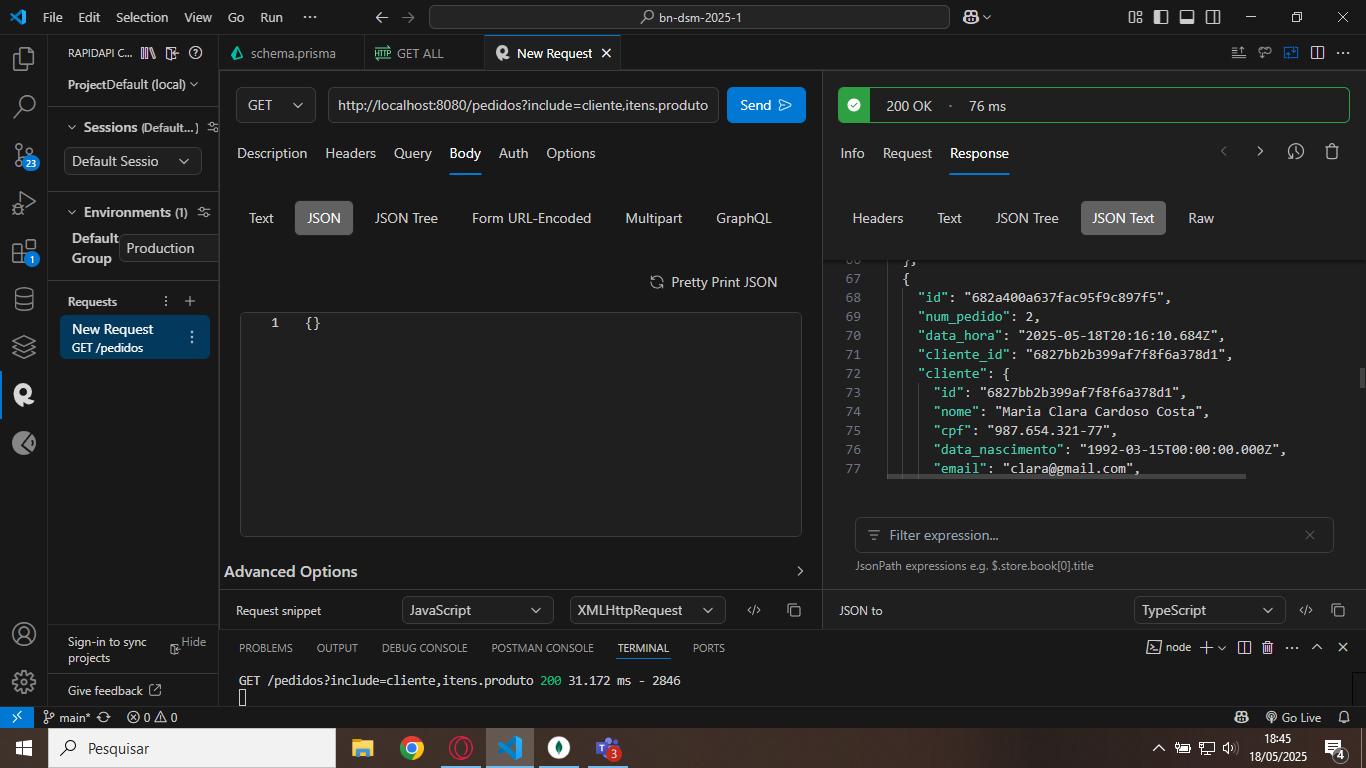 File Edit Selection View Go Run ···
bn-dsm-2025-1
RAPIDAPI C...
schema.prisma
GET ALL
New Request
ProjectDefault (local)
Sessions (Default...]
Default Sessio
Environments (1)
Default Group
Production
Requests
New Request
GET /pedidos
Sign-in to sync projects
Hide
Give feedback
23
1
GET
http://localhost:8080/pedidos?include=cliente,itens.produto
Send
Description Headers Query Body Auth Options
Text JSON JSON Tree Form URL-Encoded Multipart GraphQL
Pretty Print JSON
1 {}
Advanced Options
Request snippet
JavaScript
XMLHttpRequest
200 OK · 76 ms
Info Request Response
Headers Text JSON Tree JSON Text Raw
66 },
67 {
68 "id": "682a400a637fac95f9c897f5",
69 "num_pedido": 2,
70 "data_hora": "2025-05-18T20:16:10.684Z",
71 "cliente_id": "6827bb2b399af7f8f6a378d1",
72 "cliente": {
73 "id": "6827bb2b399af7f8f6a378d1",
74 "nome": "Maria Clara Cardoso Costa",
75 "cpf": "987.654.321-77",
76 "data_nascimento": "1992-03-15T00:00:00.000Z",
77 "email": "clara@gmail.com",
Filter expression...
JsonPath expressions e.g. $.store.book[0].title
JSON to
TypeScript
PROBLEMS OUTPUT DEBUG CONSOLE POSTMAN CONSOLE TERMINAL PORTS
node
GET /pedidos?include=cliente,itens.produto 200 31.172 ms - 2846
main*
0 0
Go Live
Pesquisar
3
18:45
18/05/2025
4